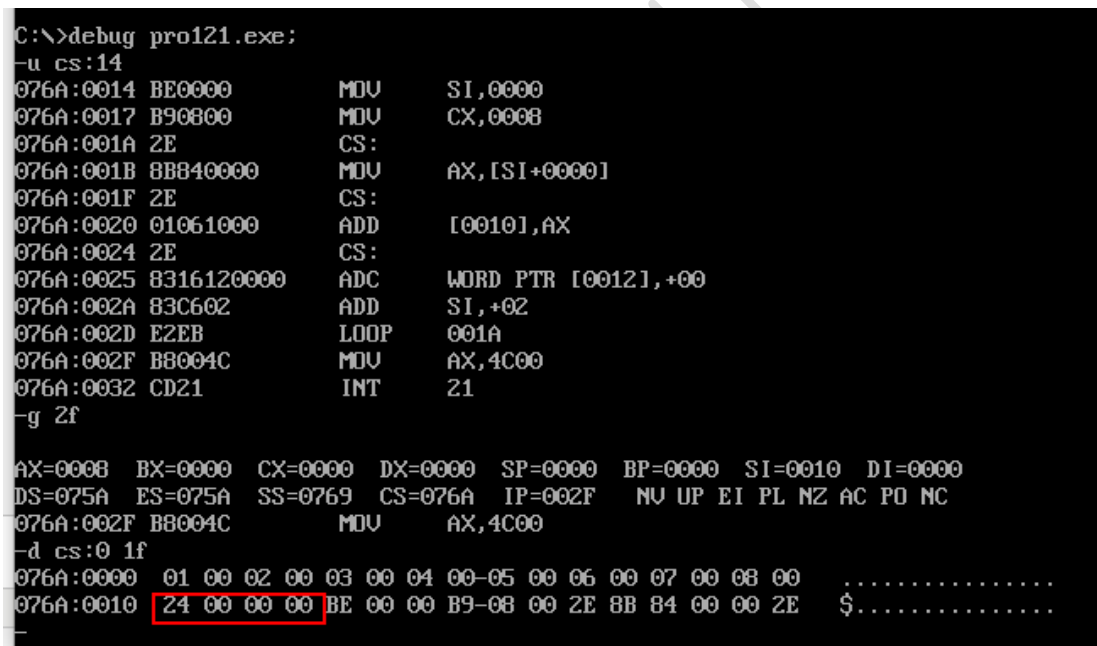 C:\>debug pro121.exe;
-u cs:14
076A:0014 BE0000 MOV SI,0000
076A:0017 B90800 MOV CX,0008
076A:001A 2E CS:
076A:001B 8B840000 MOV AX,[SI+0000]
076A:001F 2E CS:
076A:0020 01061000 ADD [0010],AX
076A:0024 2E CS:
076A:0025 8316120000 ADC WORD PTR [0012],+00
076A:002A 83C602 ADD SI,+02
076A:002D E2EB LOOP 001A
076A:002F B8004C MOV AX,4C00
076A:0032 CD21 INT 21
-g 2f
AX=0008 BX=0000 CX=0000 DX=0000 SP=0000 BP=0000 SI=0010 DI=0000
DS=075A ES=075A SS=0769 CS=076A IP=002F NV UP EI PL NZ AC PO NC
076A:002F B8004C MOV AX,4C00
-d cs:0 1f
076A:0000 01 00 02 00 03 00 04 00-05 00 06 00 07 00 08 00 ................
076A:0010 24 00 00 00 BE 00 00 B9-08 00 2E 8B 84 00 00 2E $...............
-